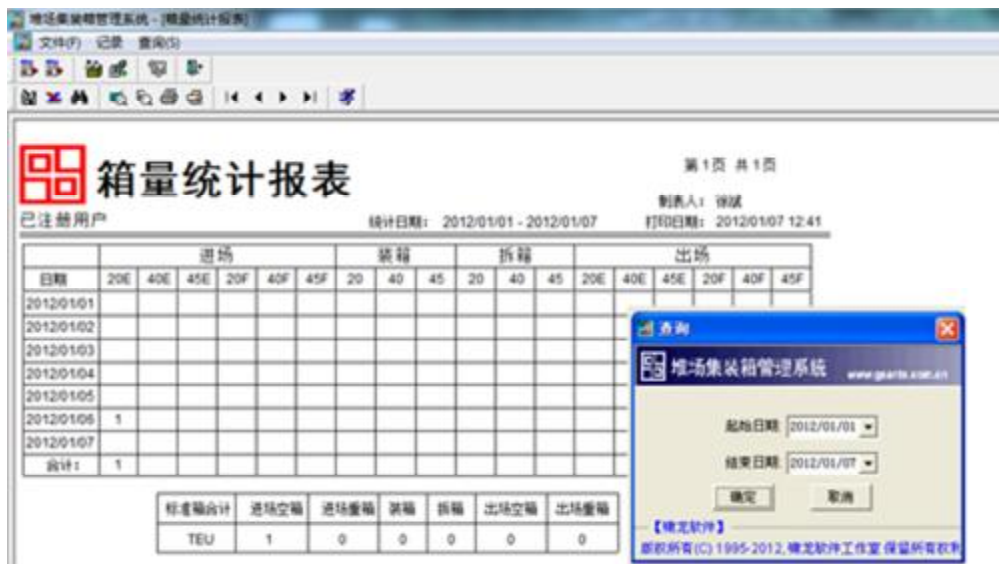 堆场集装箱管理系统 - [箱量统计报表]
文件(F) 记录 查询(S)
箱量统计报表
第1页 共1页
制表人: 徐斌
已注册用户
统计日期: 2012/01/01 - 2012/01/07
打印日期: 2012/01/07 12:41
进场 装箱 拆箱 出场
日期 20E 40E 45E 20F 40F 45F 20 40 45 20 40 45 20E 40E 45E 20F 40F 45F
2012/01/01
2012/01/02
2012/01/03
2012/01/04
2012/01/05
2012/01/06 1
2012/01/07
合计: 1
标准箱合计 进场空箱 进场重箱 装箱 拆箱 出场空箱 出场重箱
TEU 1 0 0 0 0 0
查询
堆场集装箱管理系统
起始日期: 2012/01/01
结束日期: 2012/01/07
确定 取消
软件】
版权所有(C) 1995-2012, 龙软件工作室 保留所有权利